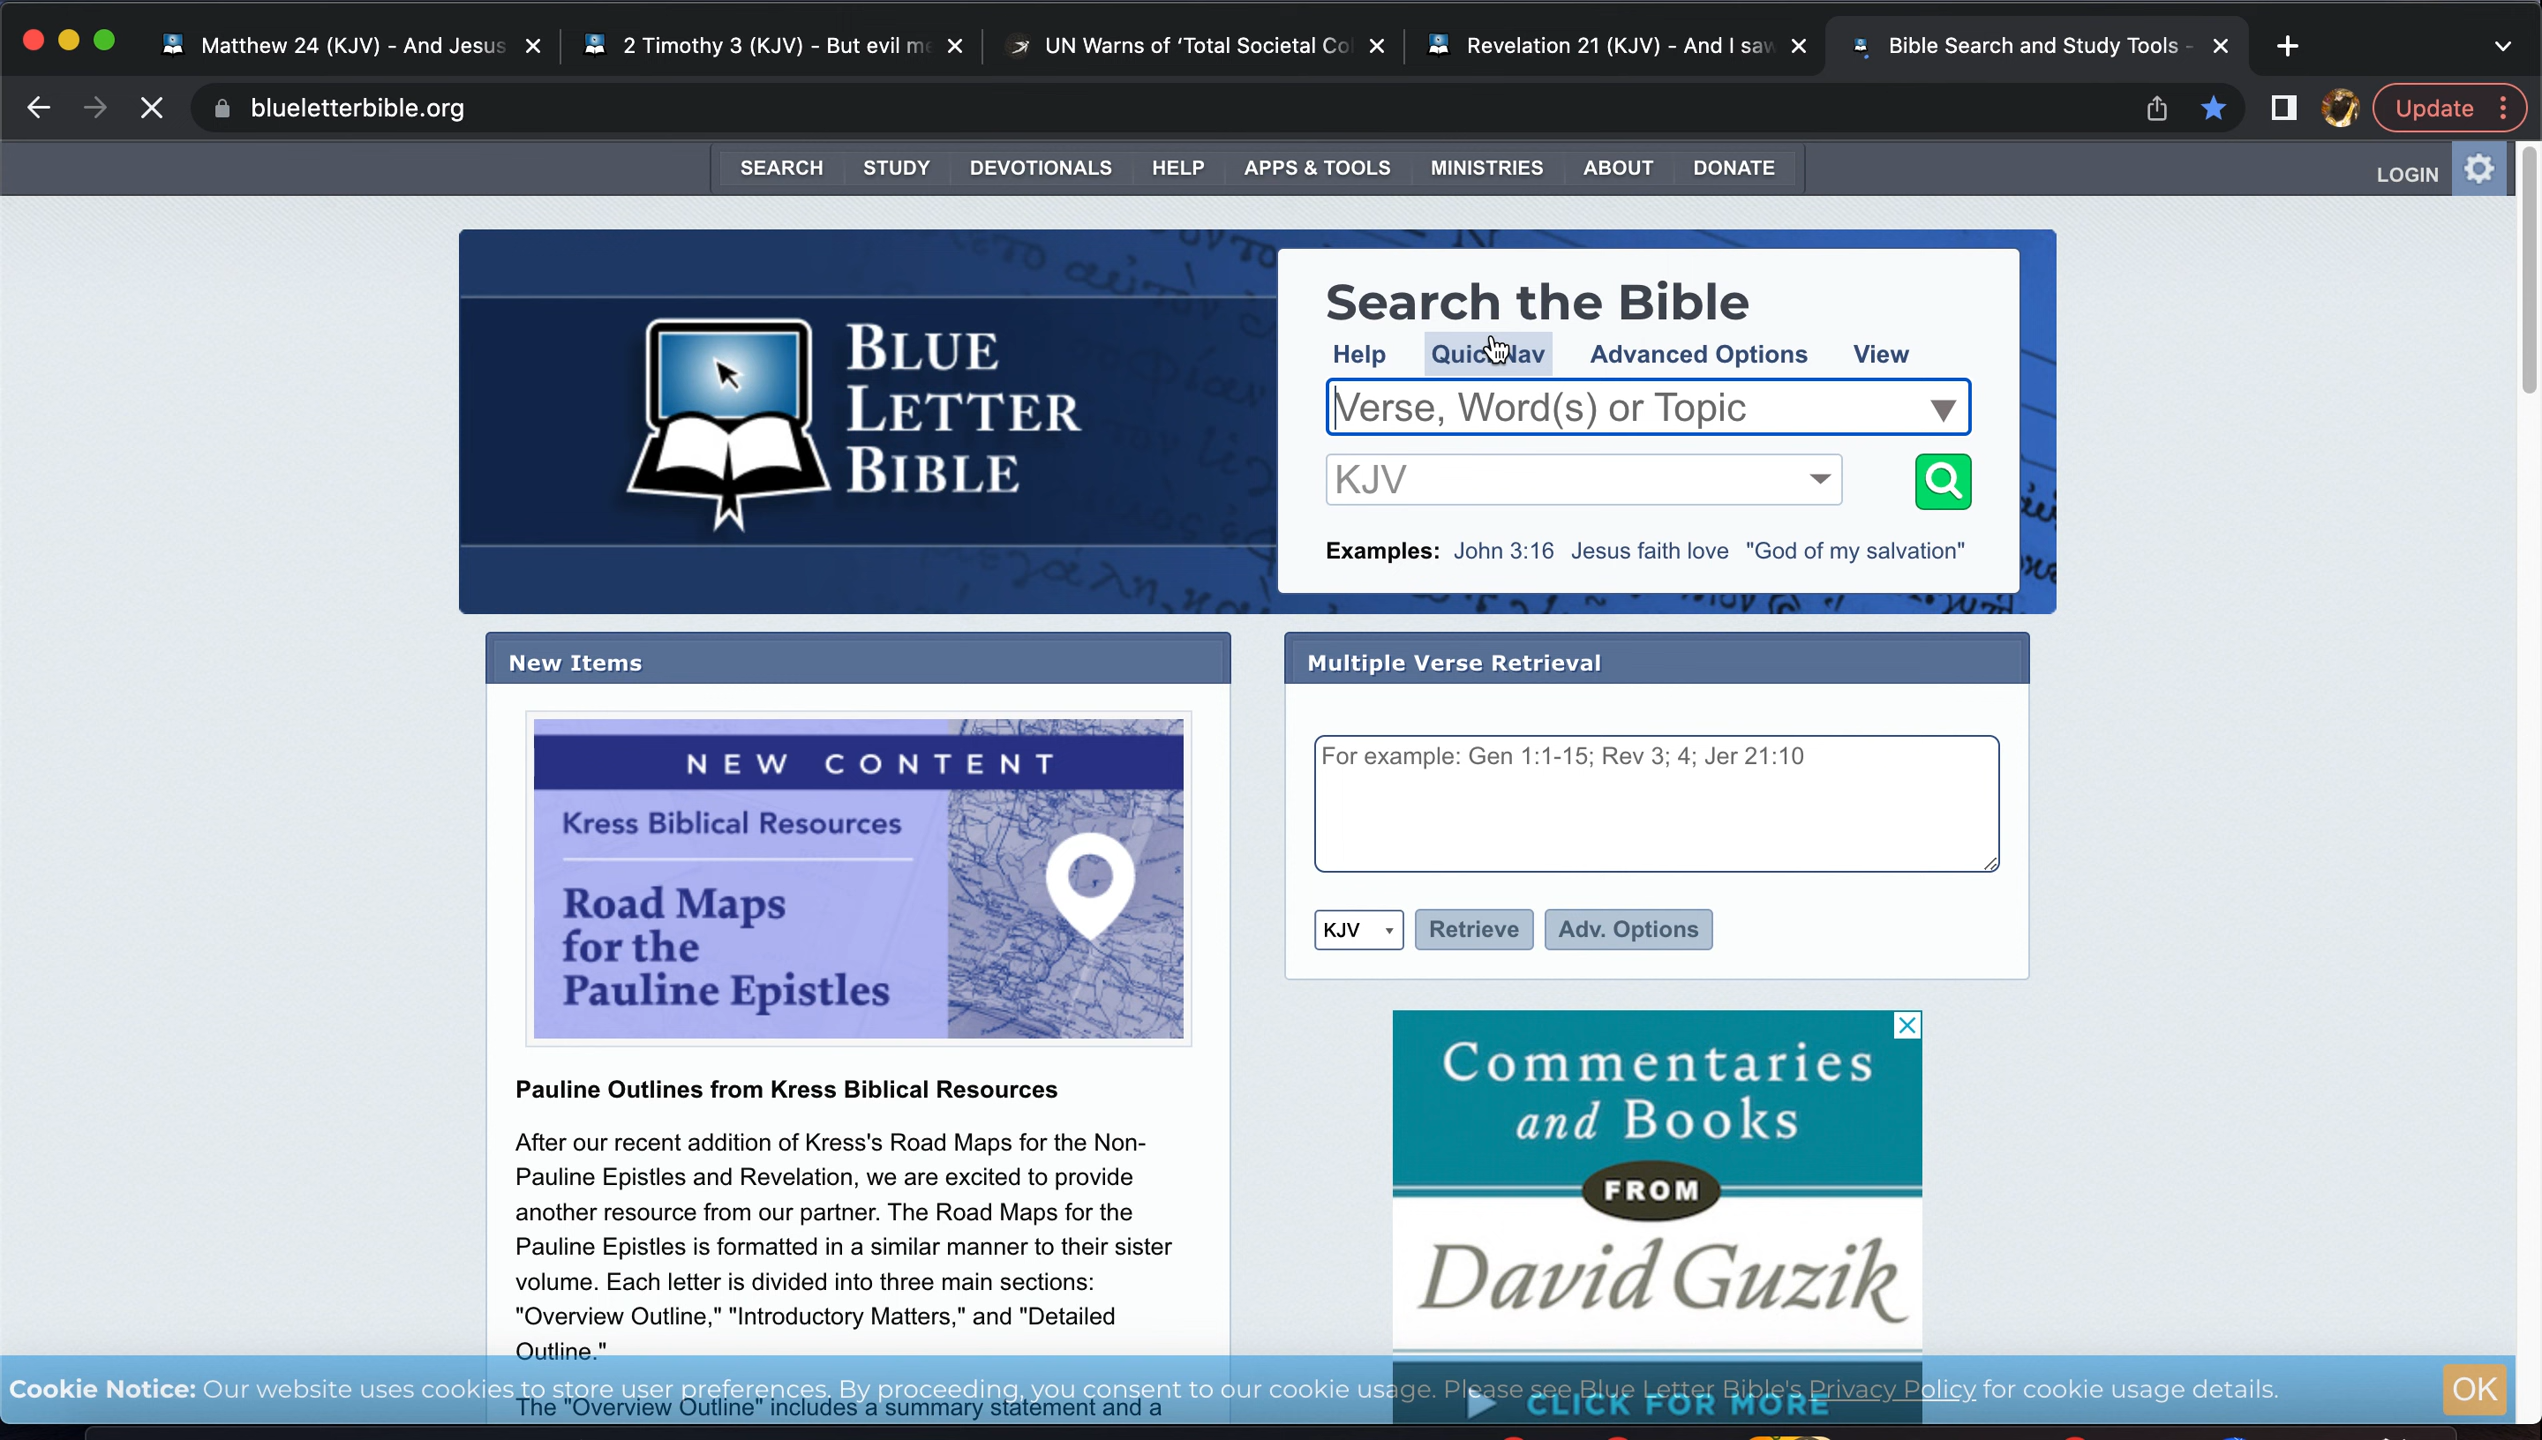 Matthew 24 (KJV) - And Jesus
2 Timothy 3 (KJV) - But evil me
UN Warns of ‘Total Societal Col
Revelation 21 (KJV) - And I saw
Bible Search and Study Tools -
blueletterbible.org
Update
SEARCH STUDY DEVOTIONALS HELP APPS & TOOLS MINISTRIES ABOUT DONATE
LOGIN
BLUE
LETTER
BIBLE
Search the Bible
Help QuickNav Advanced Options View
Verse, Word(s) or Topic
KJV
Examples: John 3:16 Jesus faith love "God of my salvation"
New Items
NEW CONTENT
Kress Biblical Resources
Road Maps
for the
Pauline Epistles
Pauline Outlines from Kress Biblical Resources
After our recent addition of Kress's Road Maps for the Non-
Pauline Epistles and Revelation, we are excited to provide
another resource from our partner. The Road Maps for the
Pauline Epistles is formatted in a similar manner to their sister
volume. Each letter is divided into three main sections:
"Overview Outline," "Introductory Matters," and "Detailed
Outline."
The "Overview Outline" includes a summary statement and a
Multiple Verse Retrieval
For example: Gen 1:1-15; Rev 3; 4; Jer 21:10
KJV Retrieve Adv. Options
Commentaries
and Books
FROM
David Guzik
CLICK FOR MORE
Cookie Notice: Our website uses cookies to store user preferences. By proceeding, you consent to our cookie usage. Please see Blue Letter Bible's Privacy Policy for cookie usage details.
OK